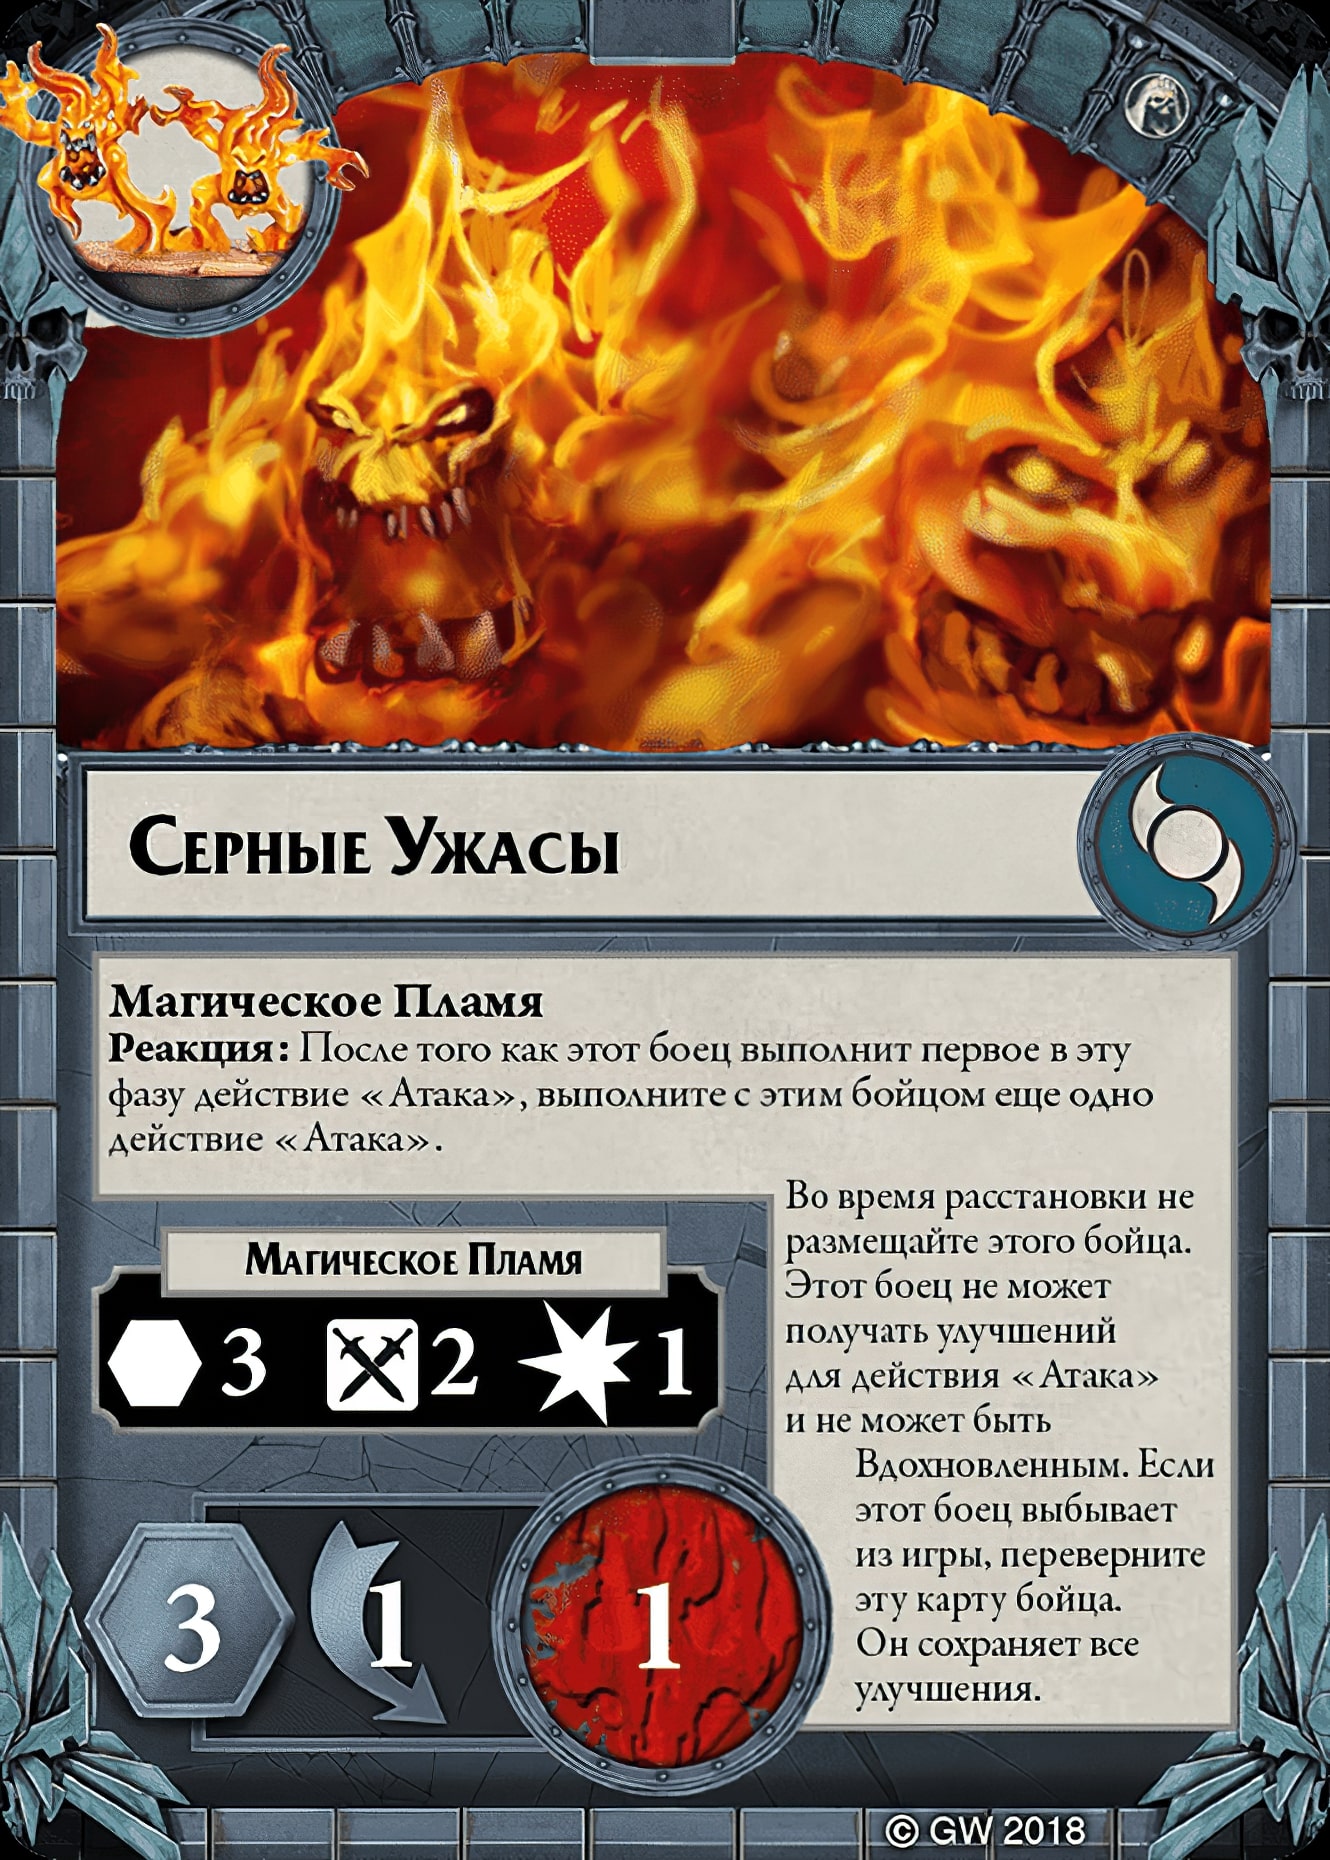 Серные Ужасы
Магическое Пламя
Реакция: После того как этот боец выполнит первое в эту
фазу действие «Атака», выполните с этим бойцом еще одно
действие «Атака».
Во время расстановки не
размещайте этого бойца.
Этот боец не может
получать улучшений
для действия «Атака»
и не может быть
Вдохновленным. Если
этот боец выбывает
из игры, переверните
эту карту бойца.
Он сохраняет все
улучшения.
Магическое Пламя
3 2 1
3 1 1
© GW 2018